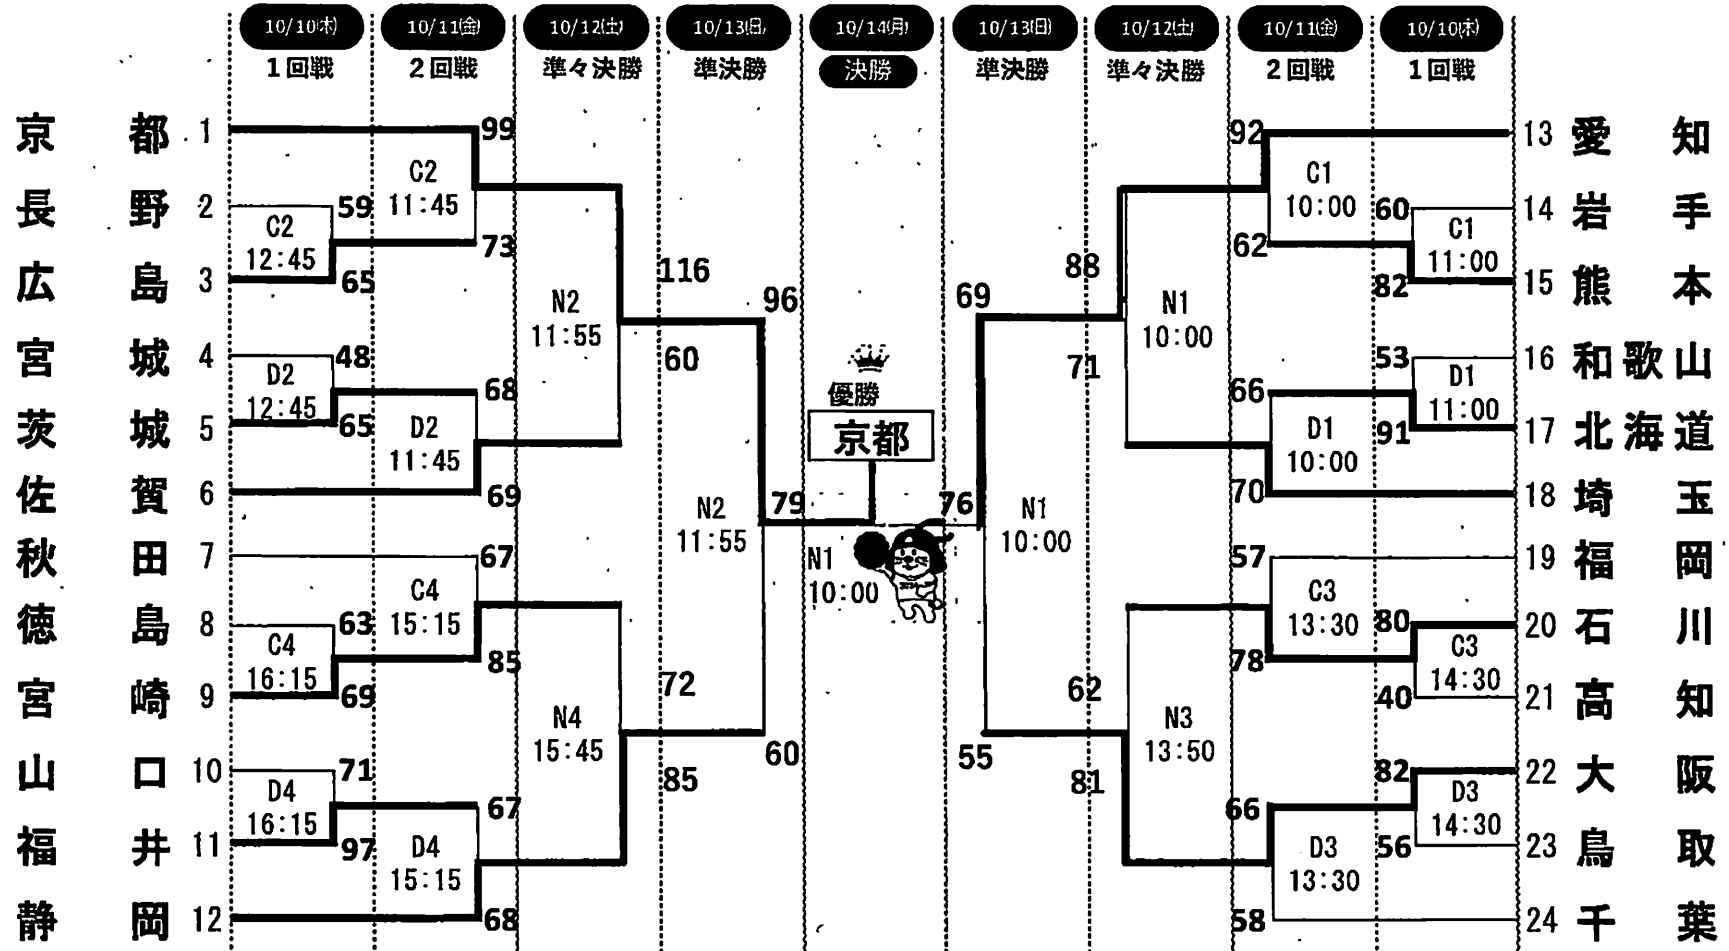 10/10(木) 10/11(金) 10/12(土) 10/13(日) 10/14(月) 10/13(日) 10/12(土) 10/11(金) 10/10(木)
1回戦 2回戦 準々決勝 準決勝 決勝 準決勝 準々決勝 2回戦 1回戦
京都 1 99 92 13 愛知
C2 C1
11:45 10:00
長野 2 59 60 14 岩手
C2 C1
12:45 11:00
73 62
広島 3 65 82 15 熊本
116 88
N2 N1
11:55 10:00
96 69
宮城 4 48 60 71 53 16 和歌山
D2 D1
12:45 11:00
68 66
優勝
茨城 5 65 91 17 北海道
D2 D1
11:45 10:00
京都
佐賀 6 69 70 18 埼玉
79 76
N2 N1
11:55 10:00
秋田 7 67 57 19 福岡
N1
10:00
C4 C3
15:15 13:30
徳島 8 63 80 20 石川
C4 C3
16:15 14:30
85 78
宮崎 9 69 40 21 高知
72 62
N4 N3
15:45 13:50
60 55
山口 10 71 85 81 82 22 大阪
D4 D3
16:15 14:30
67 66
福井 11 97 56 23 鳥取
D4 D3
15:15 13:30
静岡 12 68 58 24 千葉